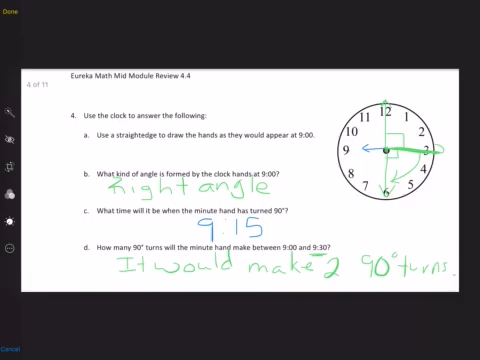 Done
Eureka Math Mid Module Review 4.4
4 of 11
4. Use the clock to answer the following:
a. Use a straightedge to draw the hands as they would appear at 9:00.
b. What kind of angle is formed by the clock hands at 9:00?
Right angle
c. What time will it be when the minute hand has turned 90°?
9:15
d. How many 90° turns will the minute hand make between 9:00 and 9:30?
It would make 2 90° turns.
12
11 1
10 2
9 3
8 4
7 5
6
Cancel